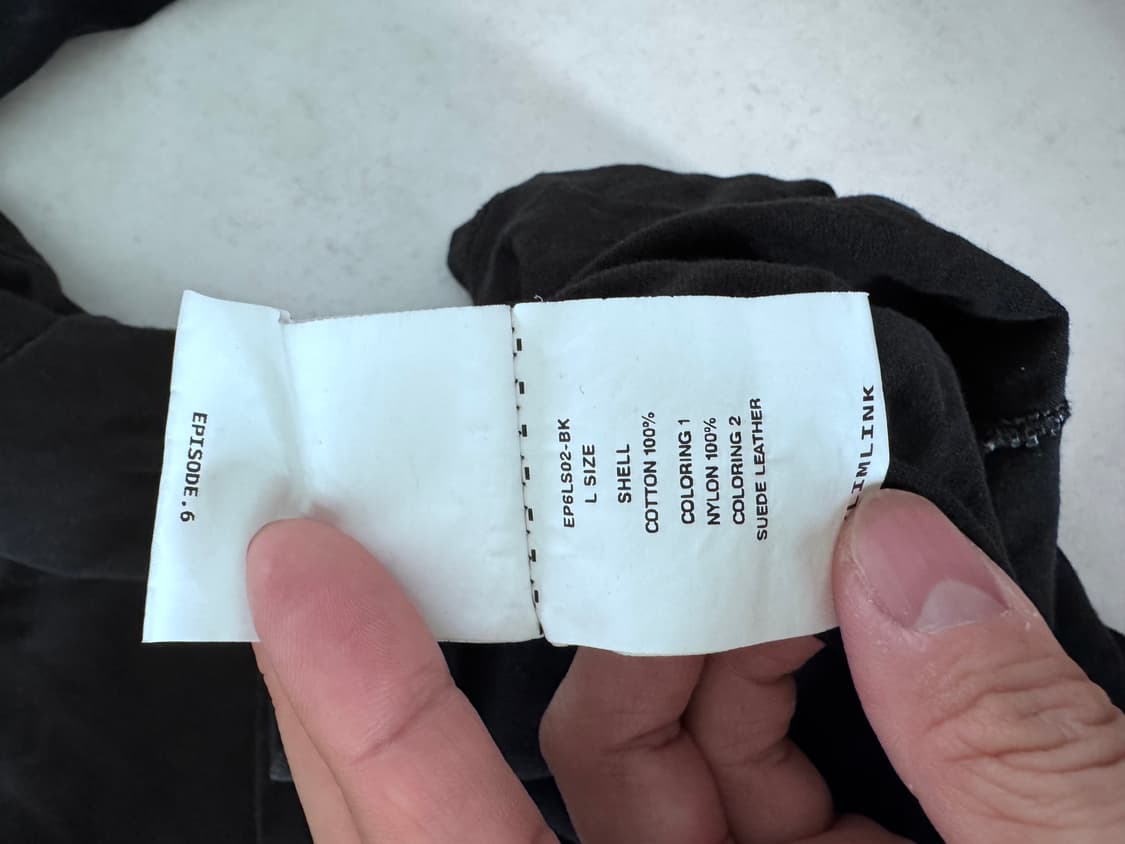 EPISODE.6
EP6LS02-BK
L SIZE
SHELL
COTTON 100%
COLORING 1
NYLON 100%
COLORING 2
SUEDE LEATHER